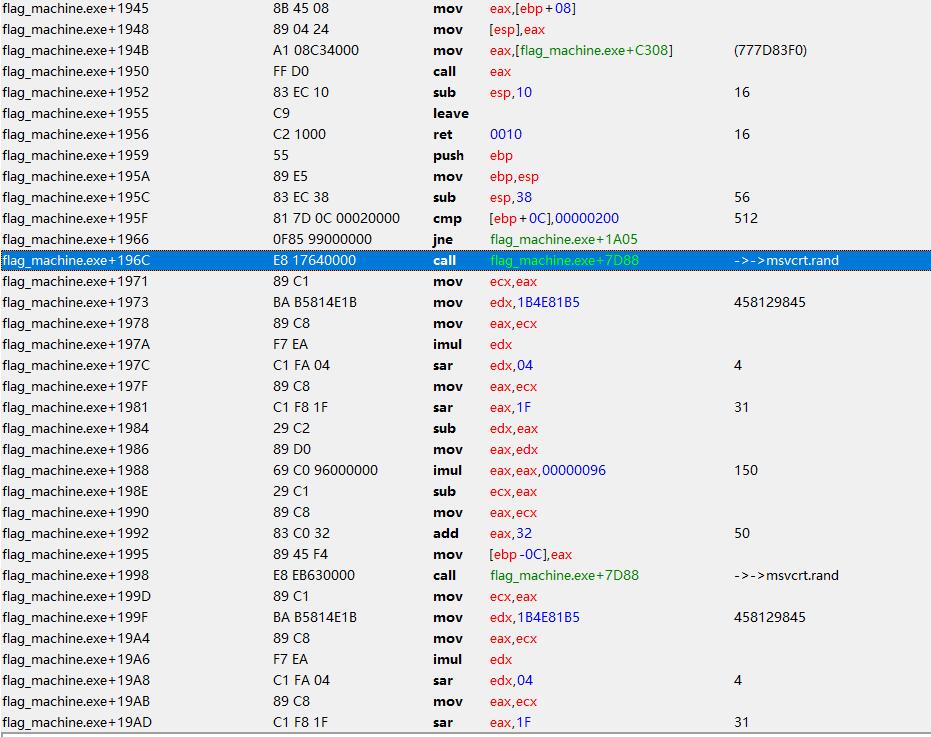 flag_machine.exe+1945 8B 45 08 mov eax,[ebp+08]
flag_machine.exe+1948 89 04 24 mov [esp],eax
flag_machine.exe+194B A1 08C34000 mov eax,[flag_machine.exe+C308] (777D83F0)
flag_machine.exe+1950 FF D0 call eax
flag_machine.exe+1952 83 EC 10 sub esp,10 16
flag_machine.exe+1955 C9 leave
flag_machine.exe+1956 C2 1000 ret 0010 16
flag_machine.exe+1959 55 push ebp
flag_machine.exe+195A 89 E5 mov ebp,esp
flag_machine.exe+195C 83 EC 38 sub esp,38 56
flag_machine.exe+195F 81 7D 0C 00020000 cmp [ebp+0C],00000200 512
flag_machine.exe+1966 0F85 99000000 jne flag_machine.exe+1A05
flag_machine.exe+196C E8 17640000 call flag_machine.exe+7D88 ->->msvcrt.rand
flag_machine.exe+1971 89 C1 mov ecx,eax
flag_machine.exe+1973 BA B5814E1B mov edx,1B4E81B5 458129845
flag_machine.exe+1978 89 C8 mov eax,ecx
flag_machine.exe+197A F7 EA imul edx
flag_machine.exe+197C C1 FA 04 sar edx,04 4
flag_machine.exe+197F 89 C8 mov eax,ecx
flag_machine.exe+1981 C1 F8 1F sar eax,1F 31
flag_machine.exe+1984 29 C2 sub edx,eax
flag_machine.exe+1986 89 D0 mov eax,edx
flag_machine.exe+1988 69 C0 96000000 imul eax,eax,00000096 150
flag_machine.exe+198E 29 C1 sub ecx,eax
flag_machine.exe+1990 89 C8 mov eax,ecx
flag_machine.exe+1992 83 C0 32 add eax,32 50
flag_machine.exe+1995 89 45 F4 mov [ebp-0C],eax
flag_machine.exe+1998 E8 EB630000 call flag_machine.exe+7D88 ->->msvcrt.rand
flag_machine.exe+199D 89 C1 mov ecx,eax
flag_machine.exe+199F BA B5814E1B mov edx,1B4E81B5 458129845
flag_machine.exe+19A4 89 C8 mov eax,ecx
flag_machine.exe+19A6 F7 EA imul edx
flag_machine.exe+19A8 C1 FA 04 sar edx,04 4
flag_machine.exe+19AB 89 C8 mov eax,ecx
flag_machine.exe+19AD C1 F8 1F sar eax,1F 31